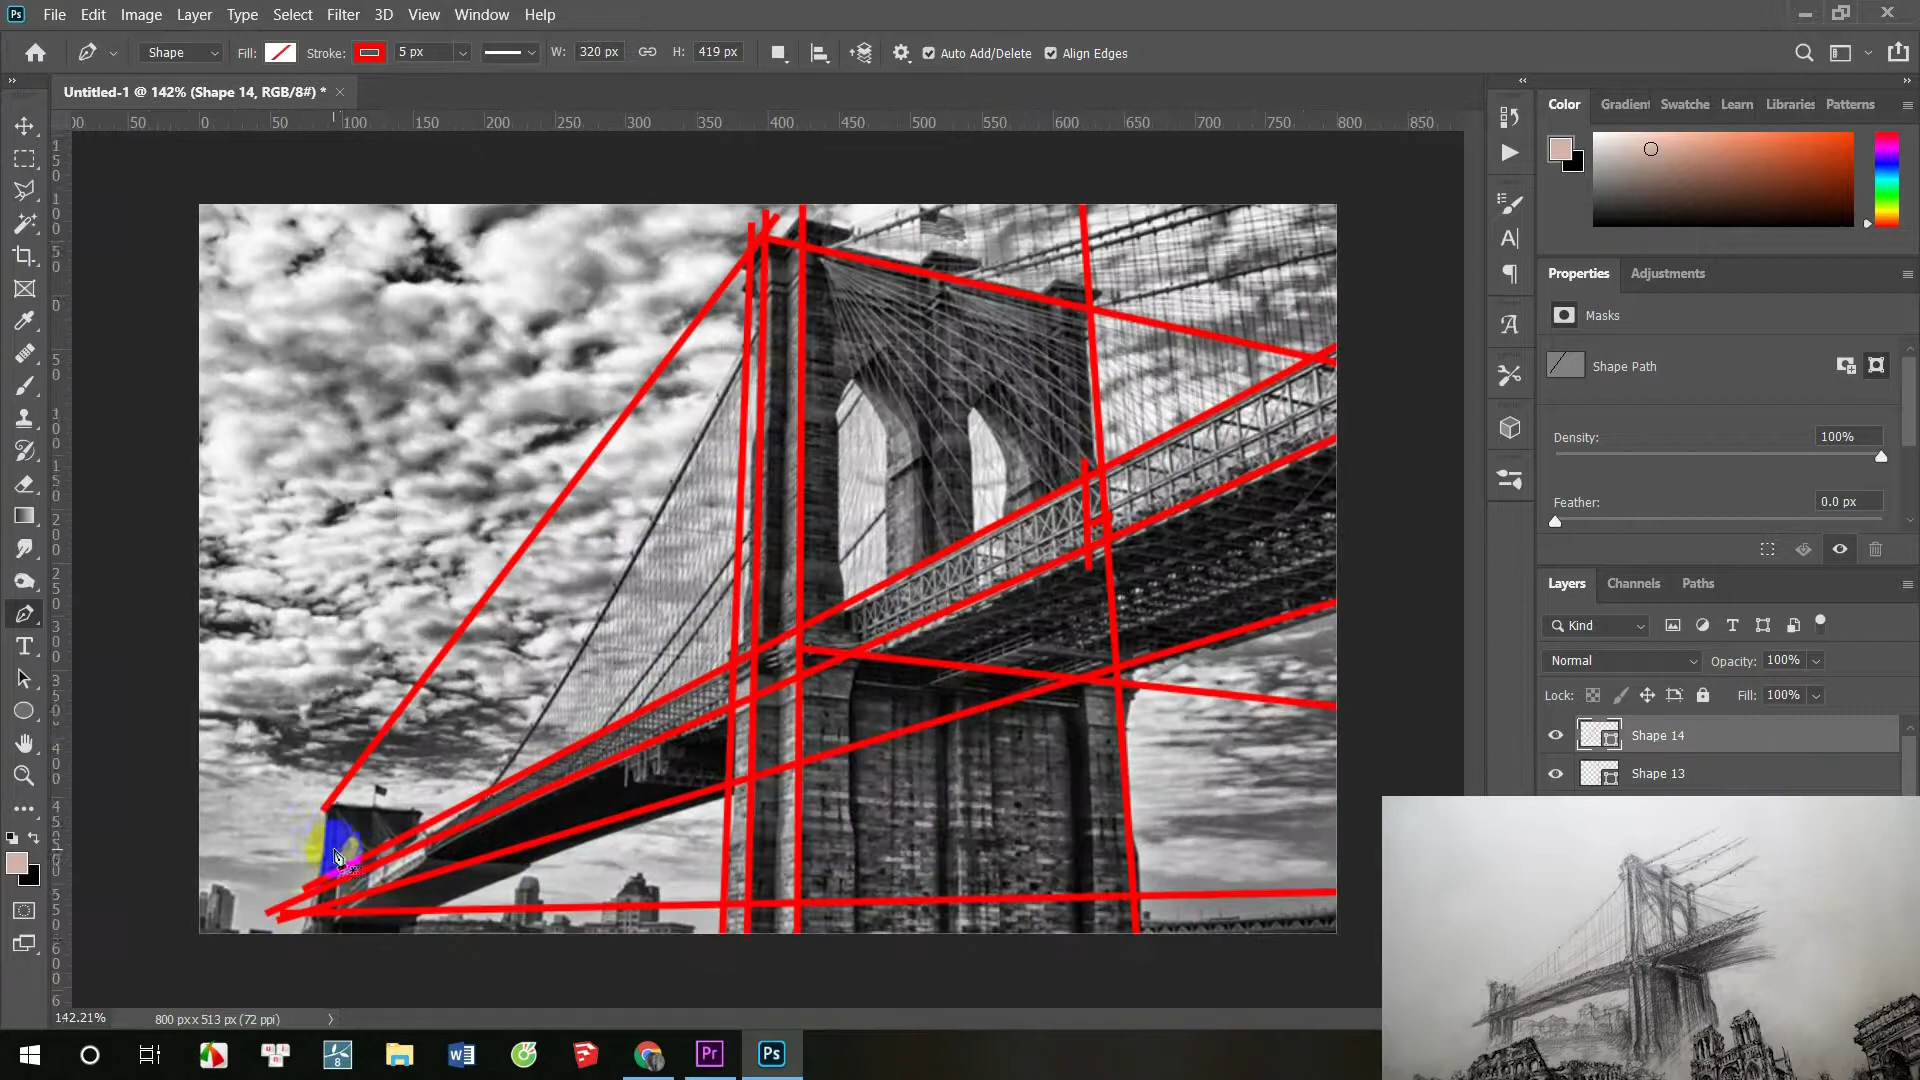 Ps File Edit Image Layer Type Select Filter 3D View Window Help
Shape Fill: Stroke: 5 px W: 320 px H: 419 px Auto Add/Delete Align Edges
Untitled-1 @ 142% (Shape 14, RGB/8#) *
50 0 50 100 150 200 250 300 350 400 450 500 550 600 650 700 750 800 850
Color Gradient Swatche Learn Libraries Patterns
Properties Adjustments
Masks
Shape Path
Density: 100%
Feather: 0.0 px
Layers Channels Paths
Kind
Normal Opacity: 100%
Lock: Fill: 100%
Shape 14
Shape 13
142.21% 800 px x 513 px (72 ppi)
8 Pr Ps